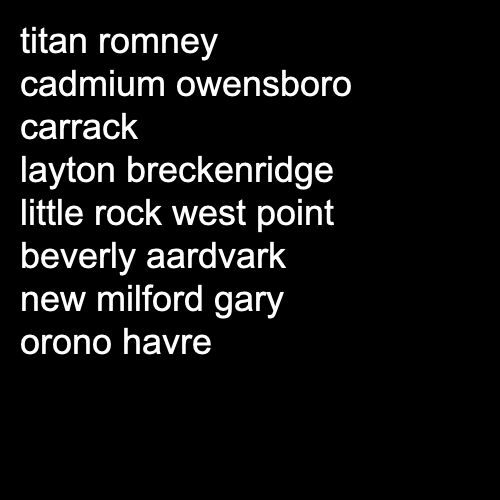 titan romney
cadmium owensboro
carrack
layton breckenridge
little rock west point
beverly aardvark
new milford gary
orono havre